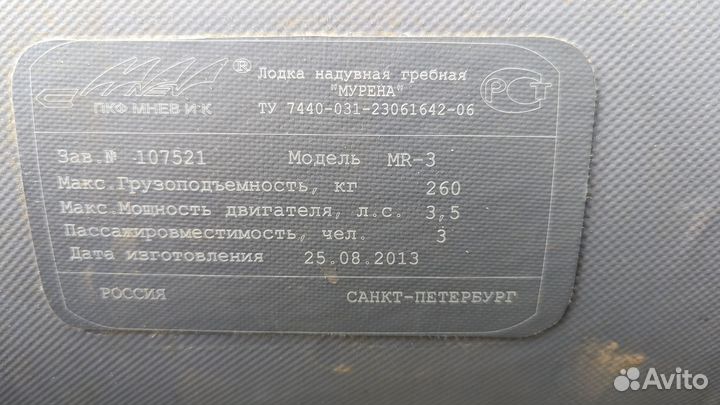 MNEV ® Лодка надувная гребная
"МУРЕНА"
ПКФ МНЕВ И К ТУ 7440-031-23061642-06
РСТ
Зав.№ 107521 Модель MR-3
Макс.Грузоподъемность, кг 260
Макс.Мощность двигателя, л.с. 3,5
Пассажировместимость, чел. 3
Дата изготовления 25.08.2013
РОССИЯ САНКТ-ПЕТЕРБУРГ
Avito